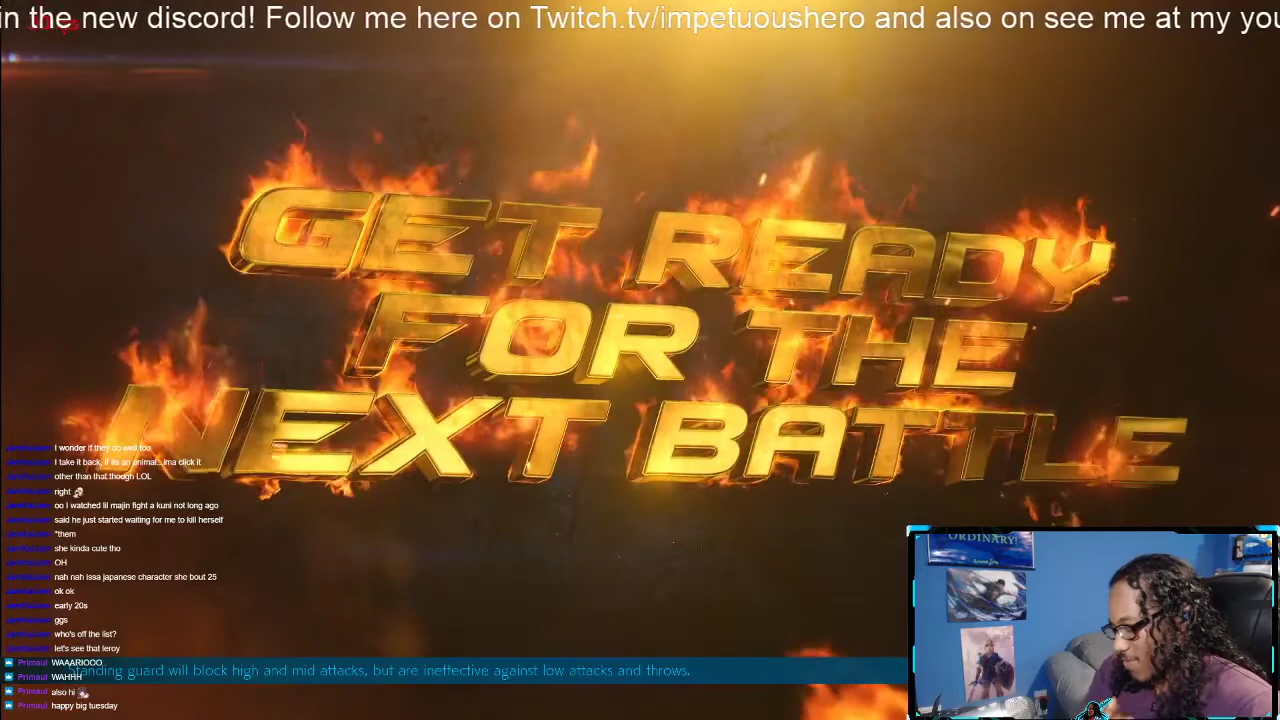 in the new discord! Follow me here on Twitch.tv/impetuoushero and also on see me at my you
GET READY
FOR THE
NEXT BATTLE
I wonder if they do well too
I take it back, if its an animal...ima click it
other than that though LOL
right
oo I watched lil majin fight a kuni not long ago
said he just started waiting for me to kill herself
*them
she kinda cute tho
OH
nah nah issa japanese character she bout 25
ok ok
early 20s
ggs
who's off the list?
let's see that leroy
Primaul WAAARIOOO
Standing guard will block high and mid attacks, but are ineffective against low attacks and throws.
Primaul WAHHH
Primaul also hi
Primaul happy big tuesday
ORDINARY!